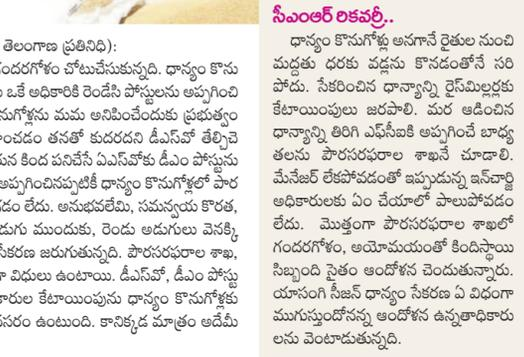 తెలంగాణ ప్రతినిధి):
గందరగోళం చోటుచేసుకున్నది. ధాన్యం కొను
ఒకే అధికారికి రెండేసి పోస్టులను అప్పగించి
కొనుగోళ్లను మమ అనిపించేందుకు ప్రభుత్వం
తనతో కుదరదని డీఎస్‌వో తేల్చిచె
కింద పనిచేసే ఏఎస్‌వోకు డీఎం పోస్టును
అప్పగించినప్పటికీ ధాన్యం కొనుగోళ్లలో పార
లేదు. అనుభవలేమి, సమన్వయ కొరత,
ముందుకు, రెండు అడుగులు వెనక్కి
సేకరణ జరుగుతున్నది. పౌరసరఫరాల శాఖ,
విధులు ఉంటాయి. డీఎస్‌వో, డీఎం పోస్టు
కేటాయింపును ధాన్యం కొనుగోళ్లకు
ఉంటుంది. కానిక్కడ మాత్రం అదేమీ
సీఎంఆర్ రికవర్రీ..
ధాన్యం కొనుగోళ్లు అనగానే రైతుల నుంచి
మద్దతు ధరకు వడ్లను కొనడంతోనే సరి
పోదు. సేకరించిన ధాన్యాన్ని రైస్‌మిల్లర్లకు
కేటాయింపులు జరపాలి. మర ఆడించిన
ధాన్యాన్ని తిరిగి ఎఫ్‌సీఐకి అప్పగించే బాధ్య
తలను పౌరసరఫరాల శాఖనే చూడాలి.
మేనేజర్ లేకపోవడంతో ఇప్పుడున్న ఇన్‌చార్జి
అధికారులకు ఏం చేయాలో పాలుపోవడం
లేదు. మొత్తంగా పౌరసరఫరాల శాఖలో
గందరగోళం, అయోమయంతో కిందిస్థాయి
సిబ్బంది సైతం ఆందోళన చెందుతున్నారు.
యాసంగి సీజన్ ధాన్యం సేకరణ ఏ విధంగా
ముగుస్తుందోనన్న ఆందోళన ఉన్నతాధికారు
లను వెంటాడుతున్నది.